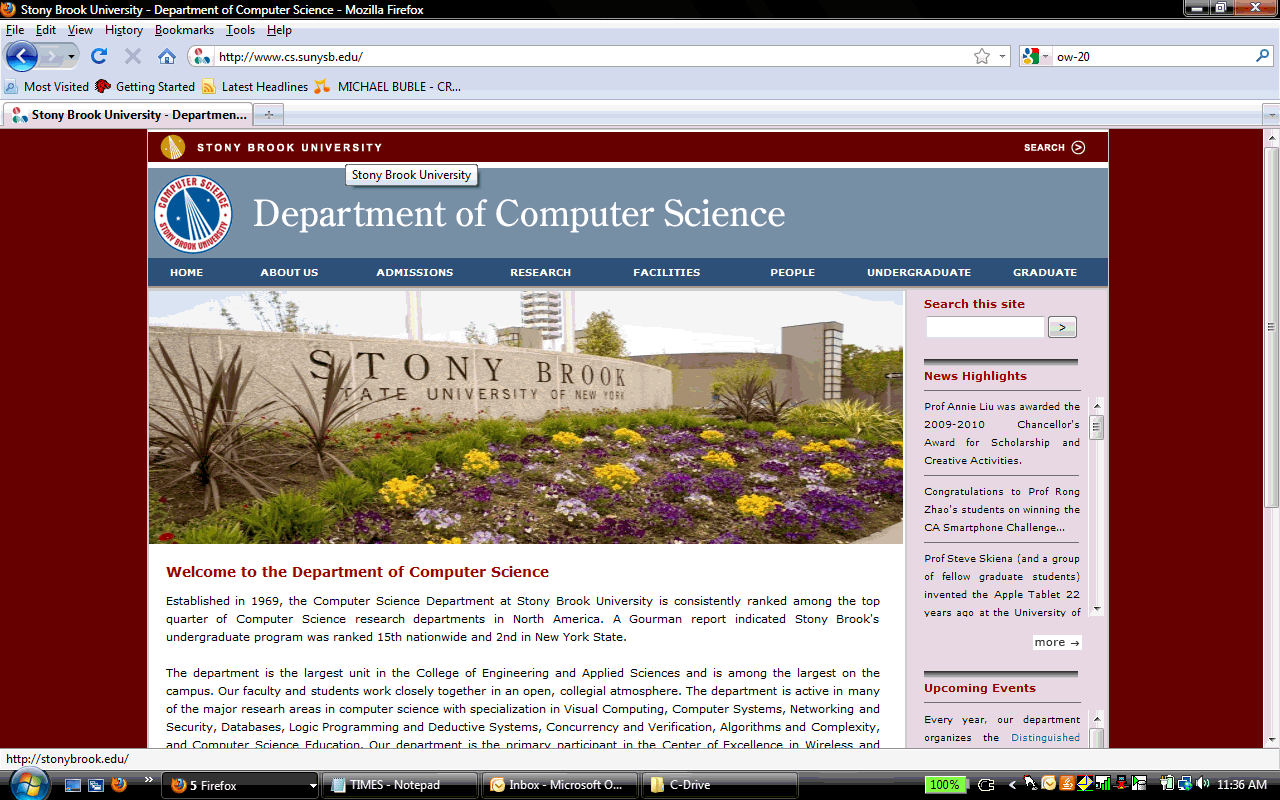 Stony Brook University - Department of Computer Science - Mozilla Firefox
File Edit View History Bookmarks Tools Help
http://www.cs.sunysb.edu/
ow-20
Most Visited Getting Started Latest Headlines MICHAEL BUBLE - CR...
Stony Brook University - Departmen...
STONY BROOK UNIVERSITY
SEARCH
Stony Brook University
COMPUTER SCIENCE
STONY BROOK UNIVERSITY
Department of Computer Science
HOME ABOUT US ADMISSIONS RESEARCH FACILITIES PEOPLE UNDERGRADUATE GRADUATE
STONY BROOK
STATE UNIVERSITY OF NEW YORK
Welcome to the Department of Computer Science
Established in 1969, the Computer Science Department at Stony Brook University is consistently ranked among the top
quarter of Computer Science research departments in North America. A Gourman report indicated Stony Brook's
undergraduate program was ranked 15th nationwide and 2nd in New York State.
The department is the largest unit in the College of Engineering and Applied Sciences and is among the largest on the
campus. Our faculty and students work closely together in an open, collegial atmosphere. The department is active in many
of the major researh areas in computer science with specialization in Visual Computing, Computer Systems, Networking and
Security, Databases, Logic Programming and Deductive Systems, Concurrency and Verification, Algorithms and Complexity,
and Computer Science Education. Our department is the primary participant in the Center of Excellence in Wireless and
Search this site
>
News Highlights
Prof Annie Liu was awarded the
2009-2010 Chancellor's
Award for Scholarship and
Creative Activities.
Congratulations to Prof Rong
Zhao's students on winning the
CA Smartphone Challenge...
Prof Steve Skiena (and a group
of fellow graduate students)
invented the Apple Tablet 22
years ago at the University of
more →
Upcoming Events
Every year, our department
organizes the Distinguished
http://stonybrook.edu/
» 5 Firefox TIMES - Notepad Inbox - Microsoft O... C-Drive 100% < 11:36 AM